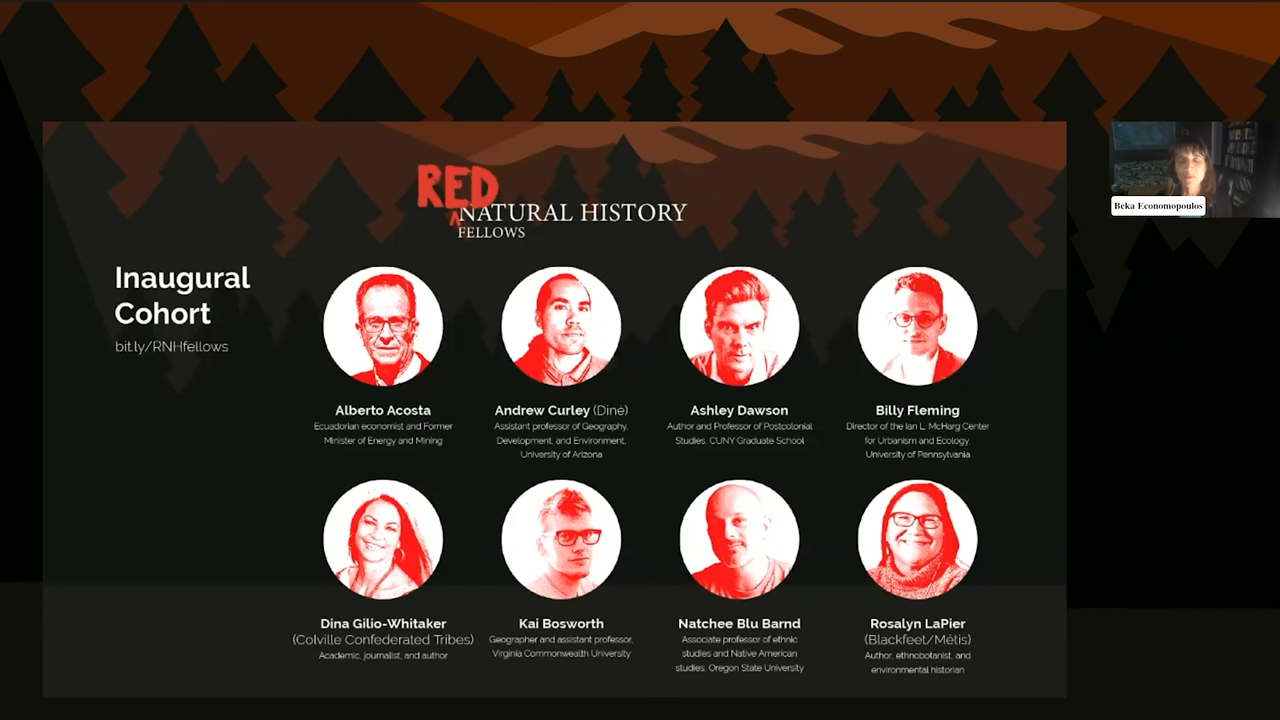 RED
^NATURAL HISTORY
FELLOWS
Inaugural
Cohort
bit.ly/RNHfellows
Alberto Acosta
Ecuadorian economist and Former
Minister of Energy and Mining
Andrew Curley (Diné)
Assistant professor of Geography,
Development, and Environment,
University of Arizona
Ashley Dawson
Author and Professor of Postcolonial
Studies, CUNY Graduate School
Billy Fleming
Director of the Ian L. McHarg Center
for Urbanism and Ecology,
University of Pennsylvania
Dina Gilio-Whitaker
(Colville Confederated Tribes)
Academic, journalist, and author
Kai Bosworth
Geographer and assistant professor,
Virginia Commonwealth University
Natchee Blu Barnd
Associate professor of ethnic
studies and Native American
studies, Oregon State University
Rosalyn LaPier
(Blackfeet/Métis)
Author, ethnobotanist, and
environmental historian
Beka Economopoulos